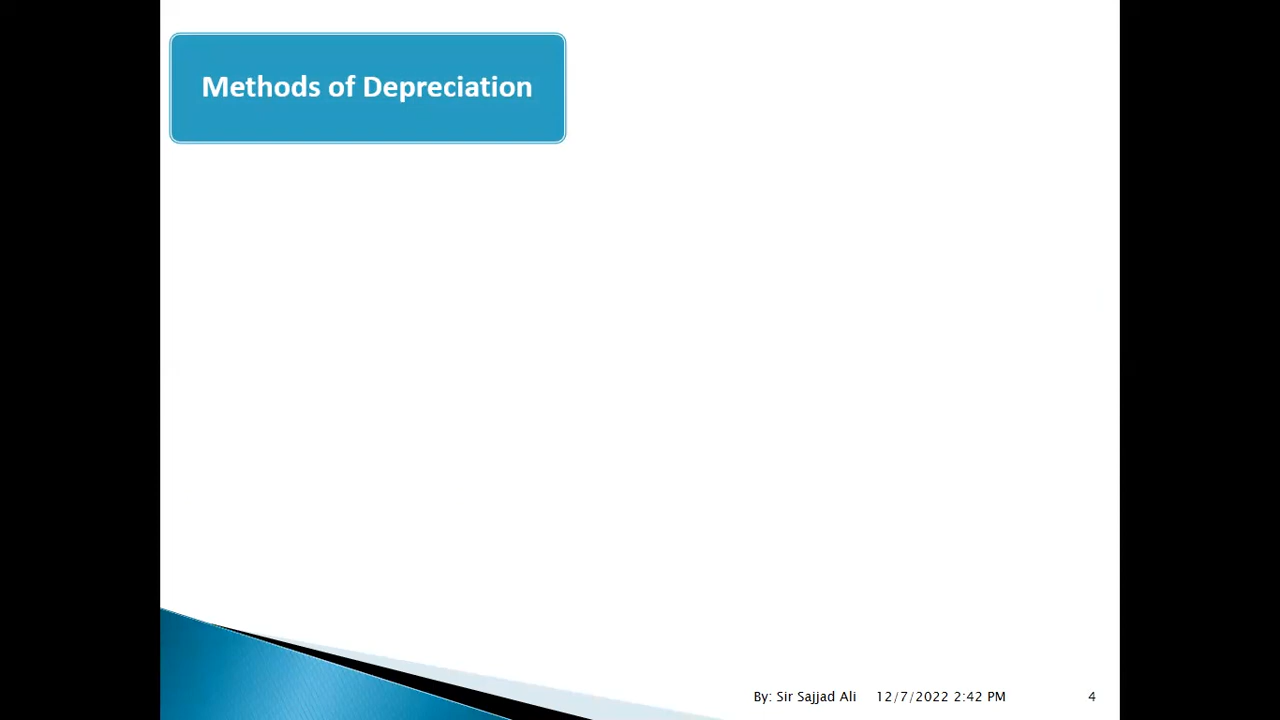 Methods of Depreciation
By: Sir Sajjad Ali 12/7/2022 2:42 PM 4